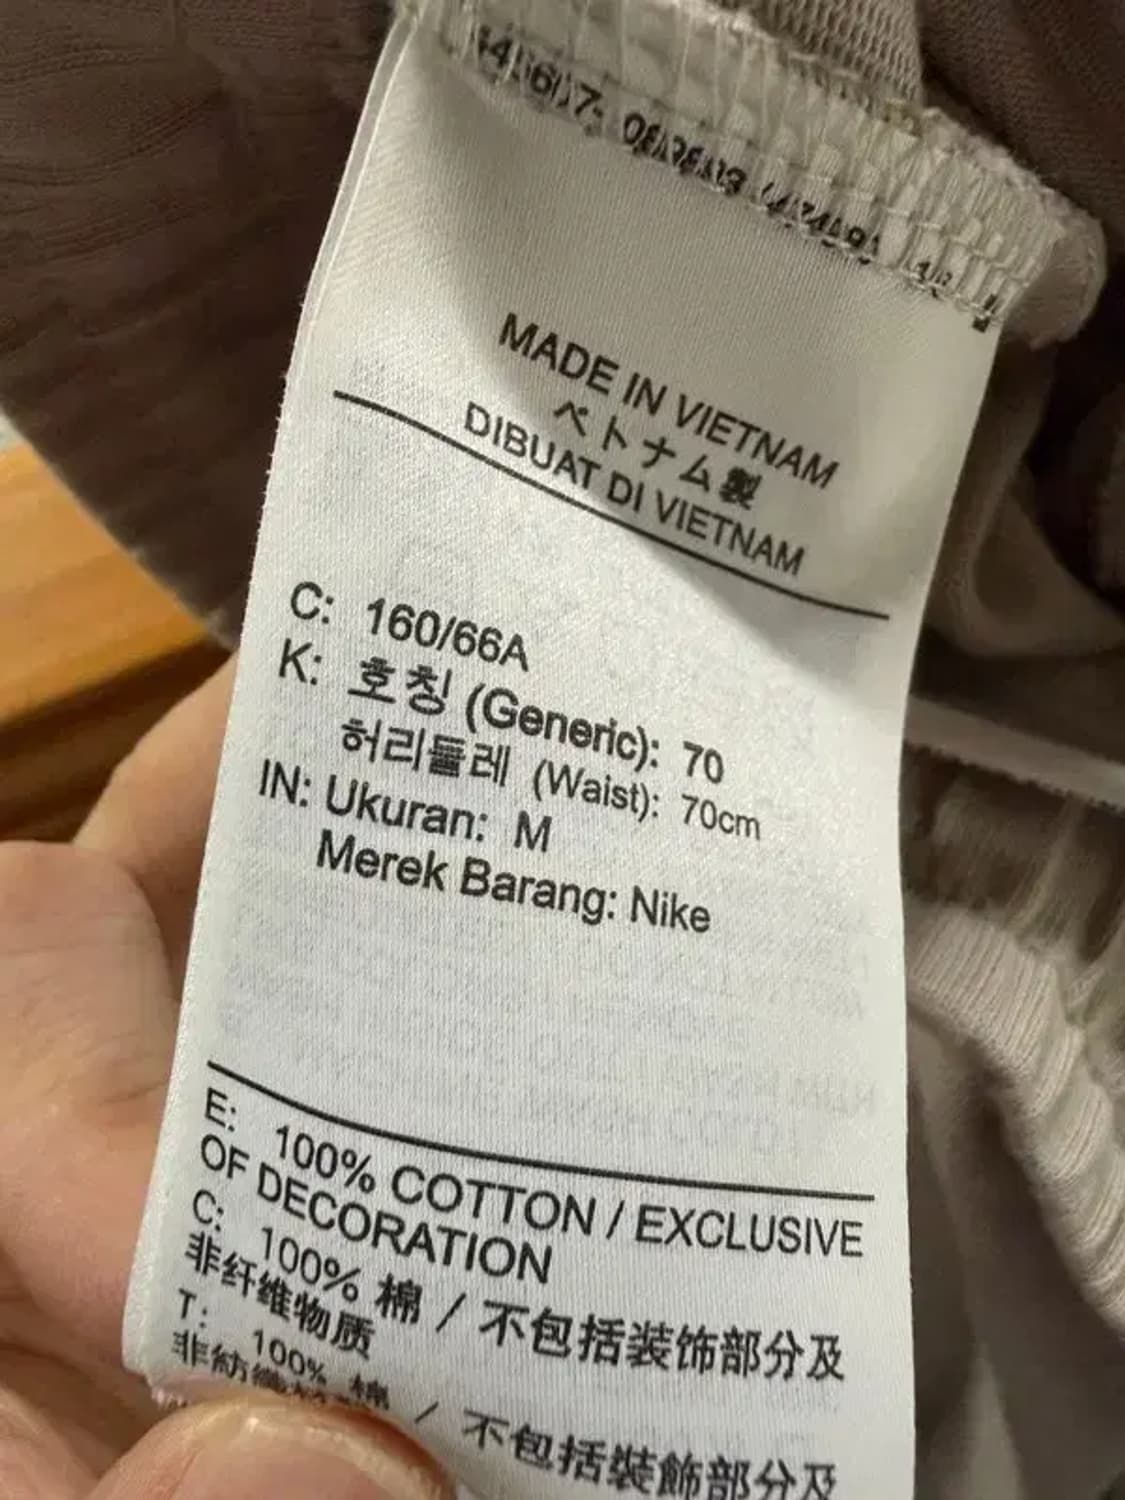 MADE IN VIETNAM
ベトナム製
DIBUAT DI VIETNAM
C: 160/66A
K: 호칭 (Generic): 70
허리둘레 (Waist): 70cm
IN: Ukuran: M
Merek Barang: Nike
E: 100% COTTON / EXCLUSIVE
OF DECORATION
C: 100% 棉 / 不包括装饰部分及
非纤维物质
T: 100% 棉 / 不包括裝飾部分及
非紡